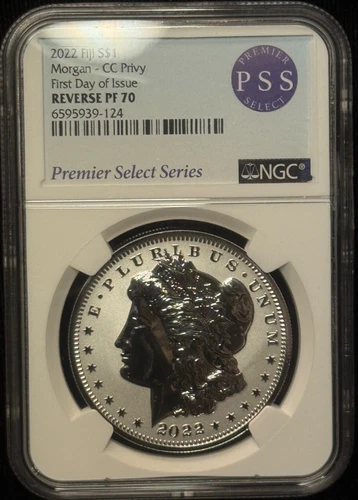 2022 Fiji S$1
Morgan - CC Privy
First Day of Issue
REVERSE PF 70
6595939-124
PREMIER
PSS
SELECT
Premier Select Series
NGC®
E·PLURIBUS·UNUM
2022